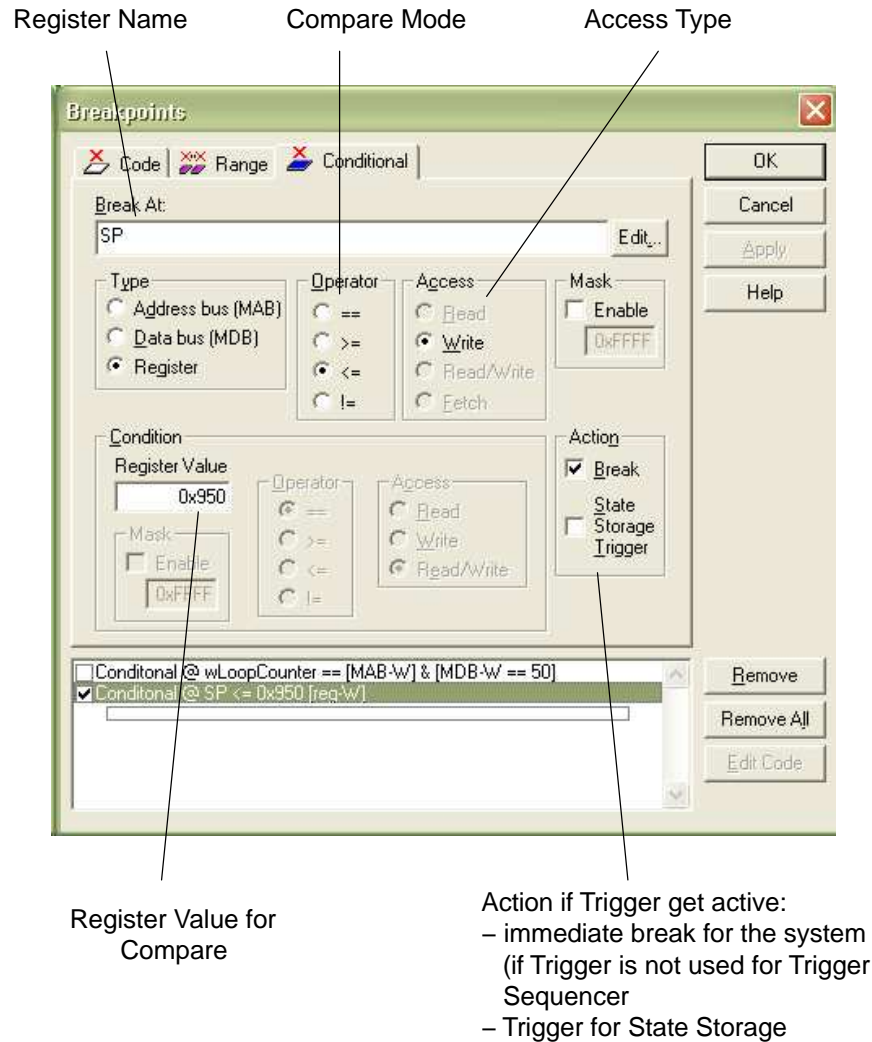 Register Name
Compare Mode
Access Type
Breakpoints
Code
Range
Conditional
OK
Break At:
Cancel
SP
Edit...
Apply
Type
Operator
Access
Mask
Help
Address bus (MAB)
==
Read
Enable
Data bus (MDB)
>=
Write
0xFFFF
Register
<=
Read/Write
!=
Fetch
Condition
Action
Register Value
Break
0x950
Operator
Access
State
Storage
Trigger
==
Read
Mask
>=
Write
Enable
<=
Read/Write
0xFFFF
!=
Conditonal @ wLoopCounter == [MAB-W] & [MDB-W == 50]
Remove
Conditonal @ SP <= 0x950 [reg-W]
Remove All
Edit Code
Register Value for
Compare
Action if Trigger get active:
– immediate break for the system
(if Trigger is not used for Trigger
Sequencer
– Trigger for State Storage